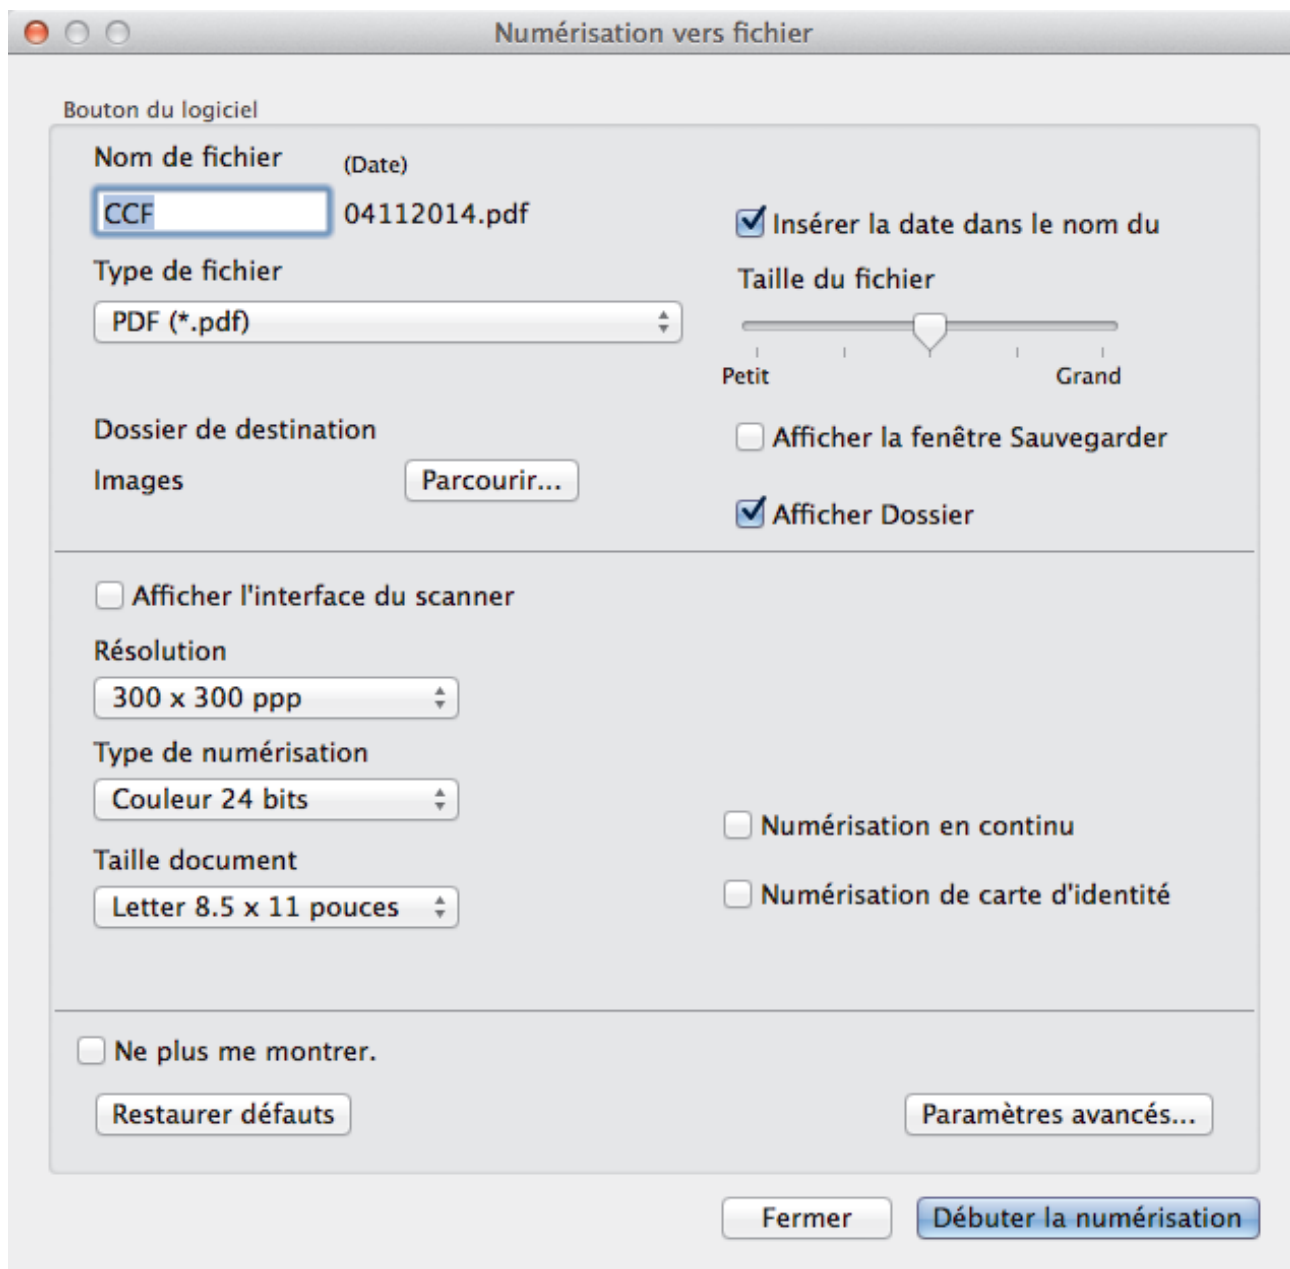 Numérisation vers fichier
Bouton du logiciel
Nom de fichier (Date)
CCF 04112014.pdf
Insérer la date dans le nom du
Type de fichier
PDF (*.pdf)
Taille du fichier
Petit Grand
Dossier de destination
Images Parcourir...
Afficher la fenêtre Sauvegarder
Afficher Dossier
Afficher l'interface du scanner
Résolution
300 x 300 ppp
Type de numérisation
Couleur 24 bits
Numérisation en continu
Taille document
Letter 8.5 x 11 pouces
Numérisation de carte d'identité
Ne plus me montrer.
Restaurer défauts Paramètres avancés...
Fermer Débuter la numérisation